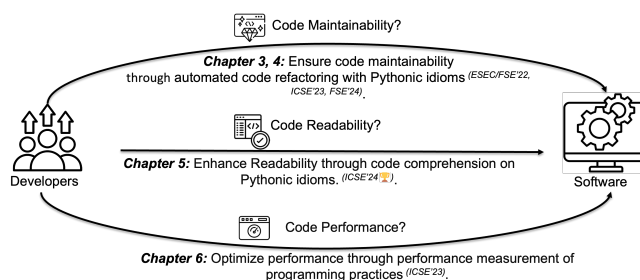 Code Maintainability?
Chapter 3, 4: Ensure code maintainability
through automated code refactoring with Pythonic idioms (ESEC/FSE'22,
ICSE'23, FSE'24).
Code Readability?
Chapter 5: Enhance Readability through code comprehension on
Pythonic idioms. (ICSE'24🏆).
Developers
Software
Code Performance?
Chapter 6: Optimize performance through performance measurement of
programming practices (ICSE'23).